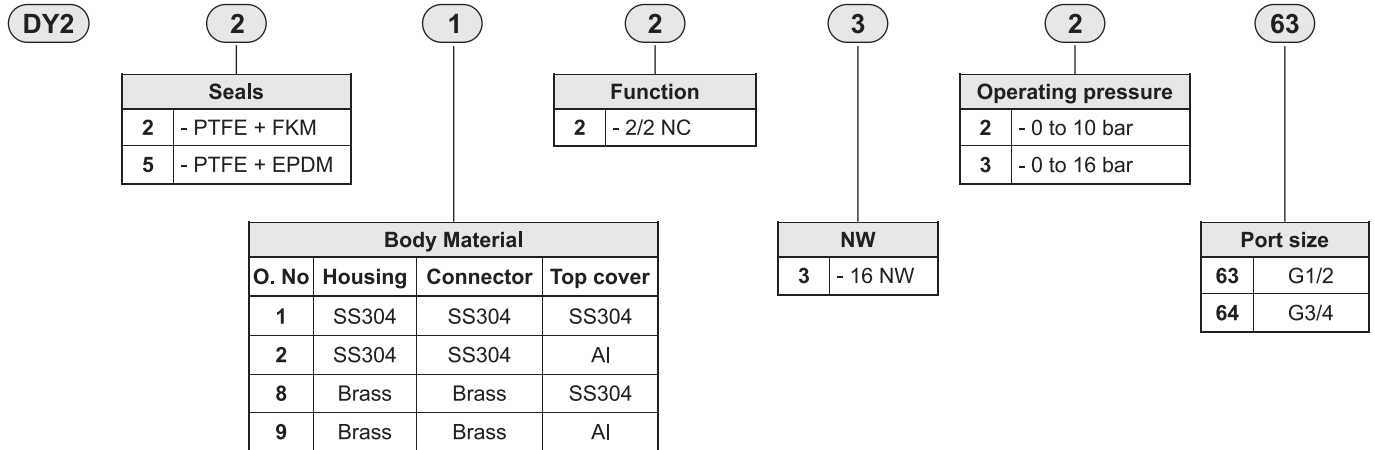 DY2 2 1 2 3 2 63
Seals
2 - PTFE + FKM
5 - PTFE + EPDM
Function
2 - 2/2 NC
Operating pressure
2 - 0 to 10 bar
3 - 0 to 16 bar
Body Material
O. No Housing Connector Top cover
1 SS304 SS304 SS304
2 SS304 SS304 Al
8 Brass Brass SS304
9 Brass Brass Al
NW
3 - 16 NW
Port size
63 G1/2
64 G3/4